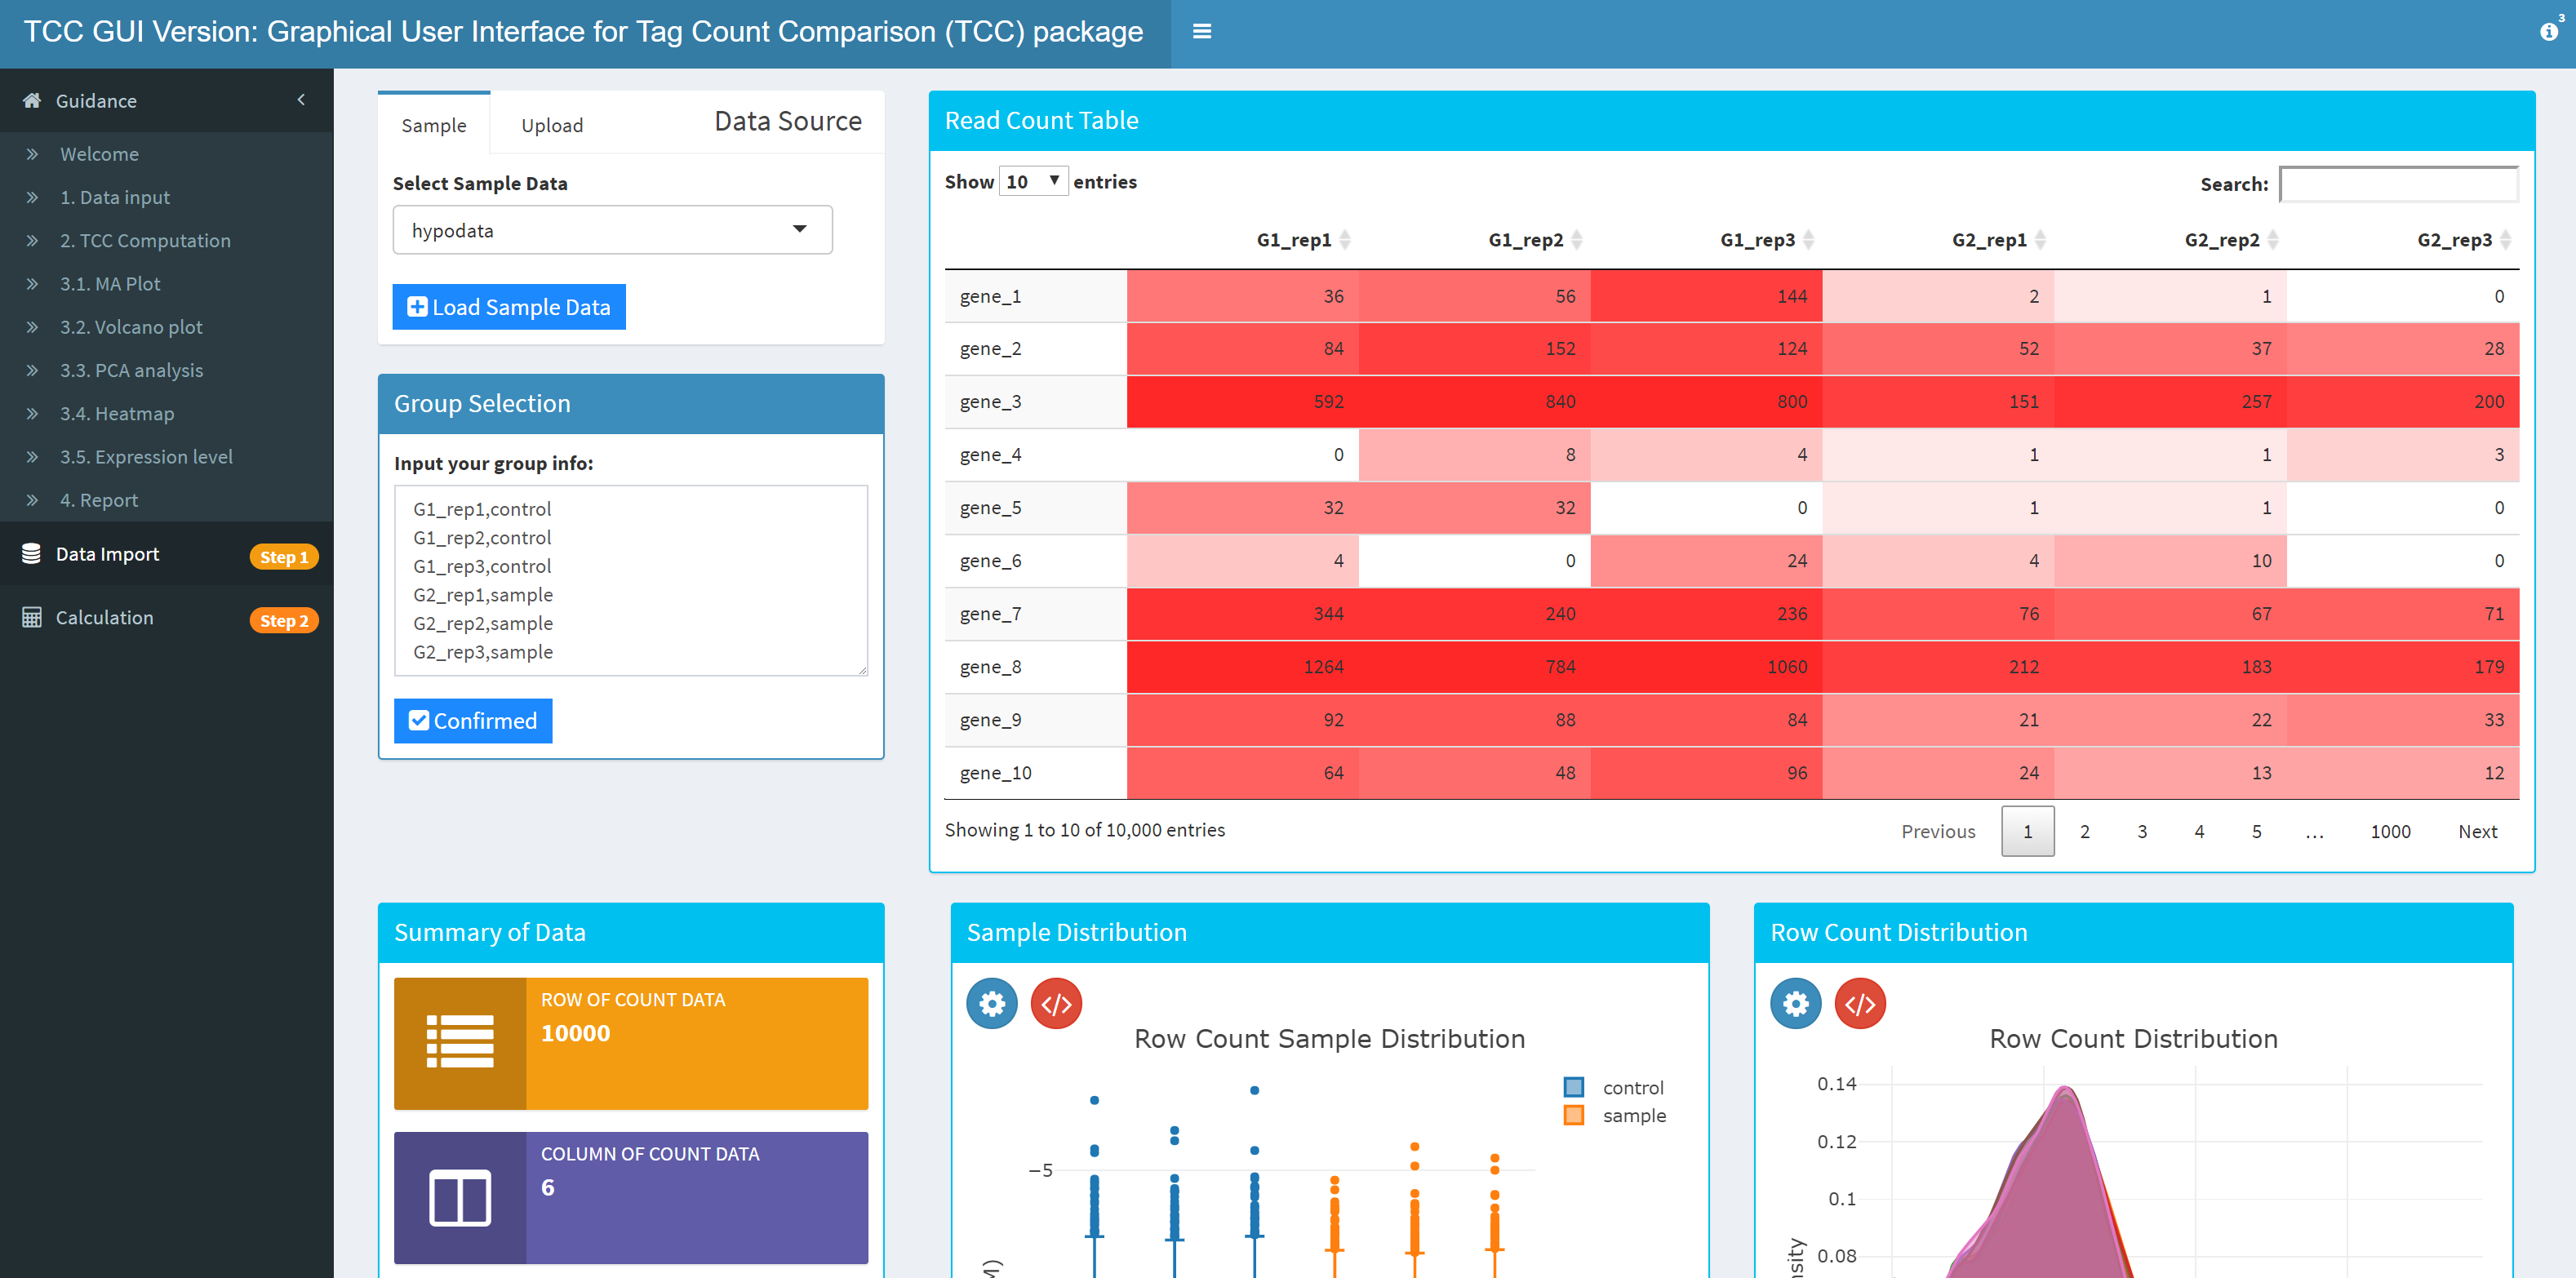 TCC GUI Version: Graphical User Interface for Tag Count Comparison (TCC) package
3
Guidance
Welcome
1. Data input
2. TCC Computation
3.1. MA Plot
3.2. Volcano plot
3.3. PCA analysis
3.4. Heatmap
3.5. Expression level
4. Report
Data Import Step 1
Calculation Step 2
Sample Upload Data Source
Select Sample Data
hypodata
Load Sample Data
Group Selection
Input your group info:
G1_rep1,control
G1_rep2,control
G1_rep3,control
G2_rep1,sample
G2_rep2,sample
G2_rep3,sample
Confirmed
Read Count Table
Show 10 entries Search:
G1_rep1 G1_rep2 G1_rep3 G2_rep1 G2_rep2 G2_rep3
gene_1 36 56 144 2 1 0
gene_2 84 152 124 52 37 28
gene_3 592 840 800 151 257 200
gene_4 0 8 4 1 1 3
gene_5 32 32 0 1 1 0
gene_6 4 0 24 4 10 0
gene_7 344 240 236 76 67 71
gene_8 1264 784 1060 212 183 179
gene_9 92 88 84 21 22 33
gene_10 64 48 96 24 13 12
Showing 1 to 10 of 10,000 entries Previous 1 2 3 4 5 ... 1000 Next
Summary of Data
ROW OF COUNT DATA
10000
COLUMN OF COUNT DATA
6
Sample Distribution
Row Count Sample Distribution
control
sample
−5
Row Count Distribution
Row Count Distribution
0.14
0.12
0.1
0.08